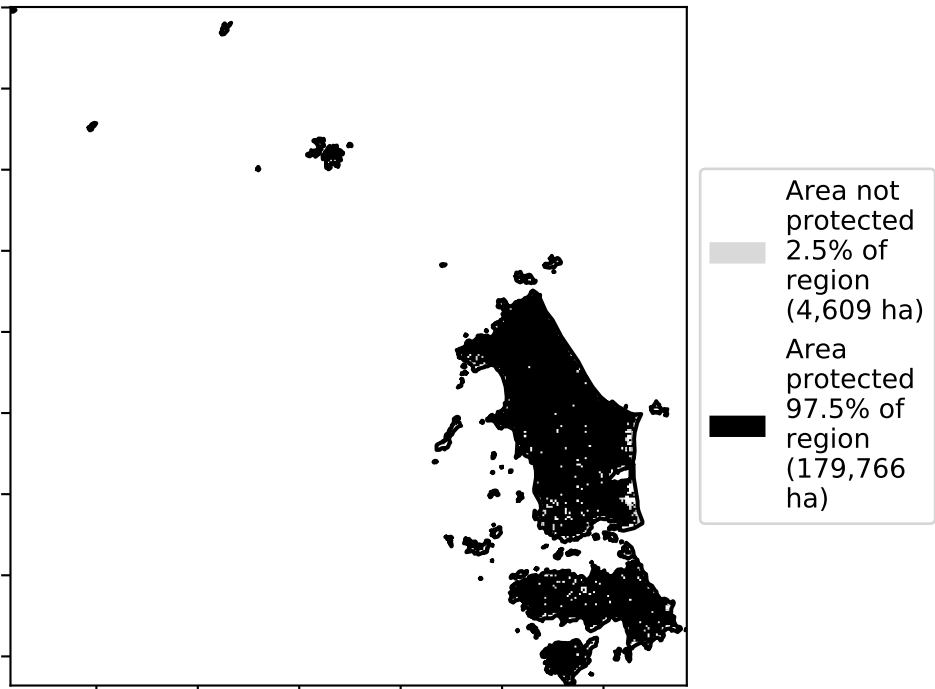 Area not
protected
2.5% of
region
(4,609 ha)
Area
protected
97.5% of
region
(179,766
ha)